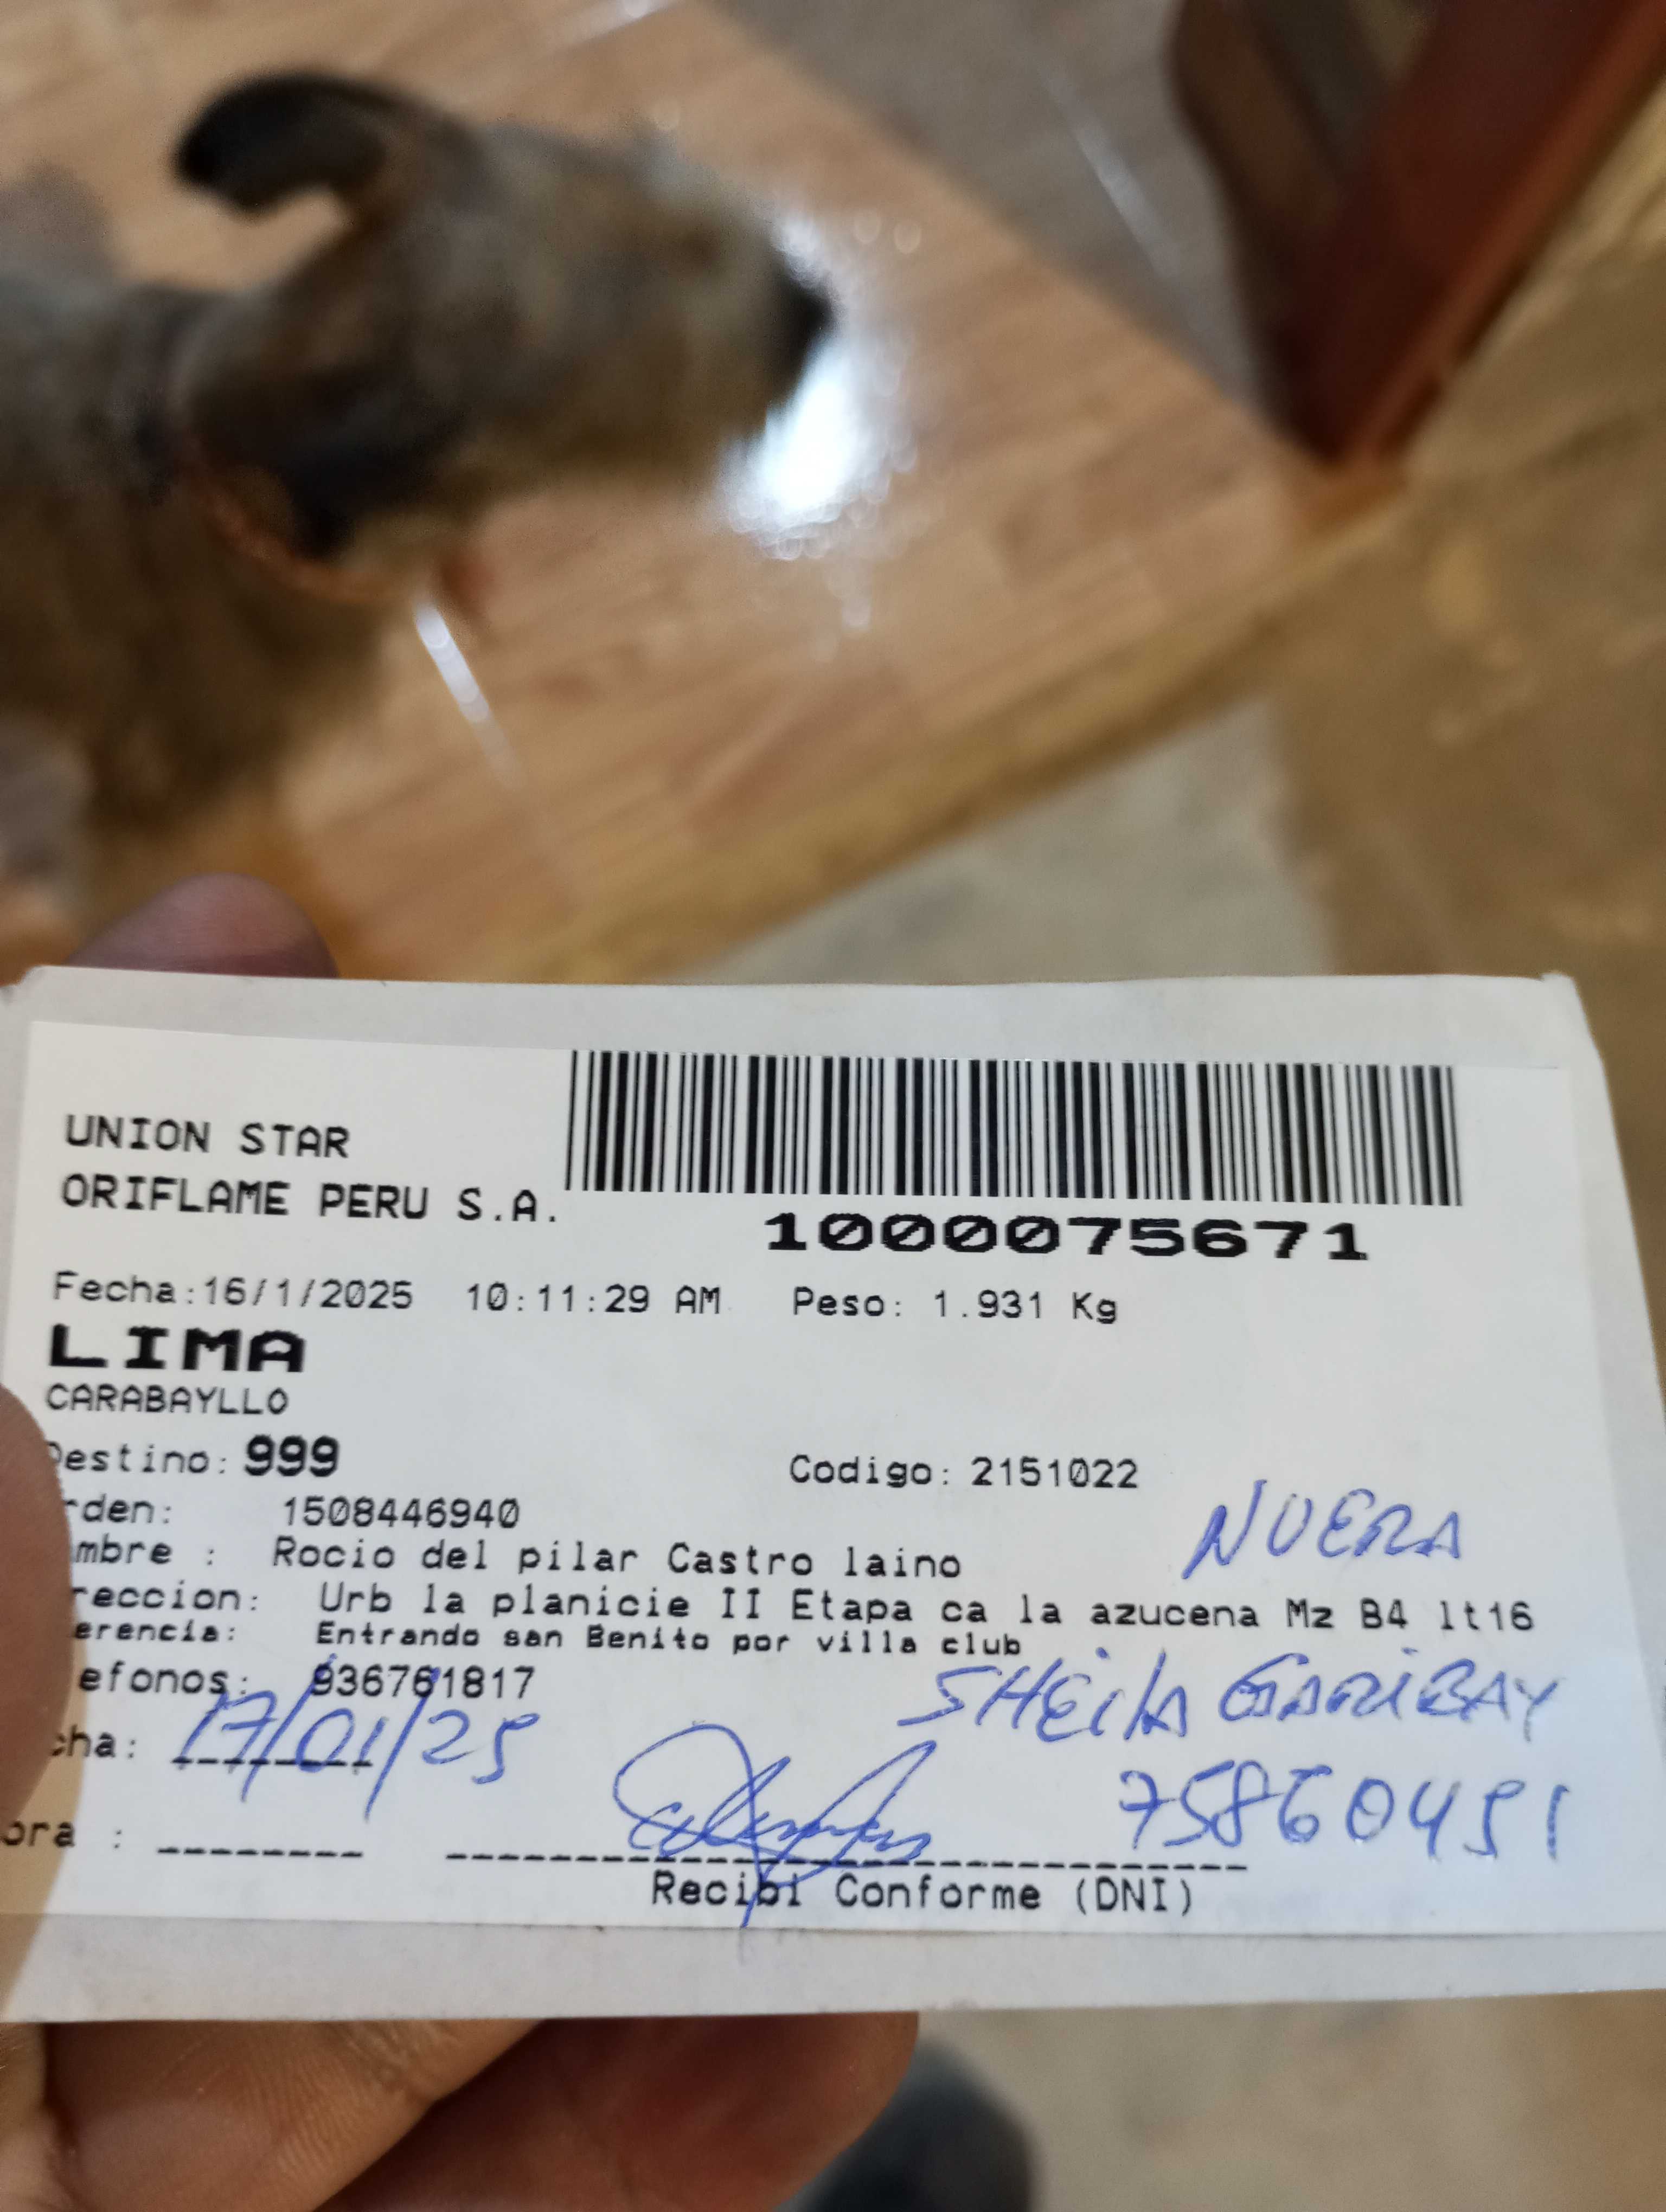 UNION STAR
ORIFLAME PERU S.A.
1000075671
Fecha:16/1/2025 10:11:29 AM Peso: 1.931 Kg
LIMA
CARABAYLLO
Destino: 999 Codigo: 2151022
rden: 1508446940
NUERA
mbre : Rocio del pilar Castro laino
reccion: Urb la planicie II Etapa ca la azucena Mz B4 lt16
erencia: Entrando san Benito por villa club
efonos: 936761817
SHEilA GARiBAY
cha: 17/01/25
75860451
ora :
Recibi Conforme (DNI)